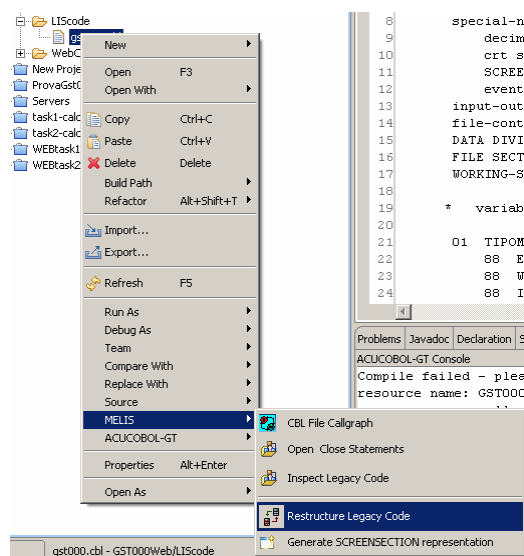 LIScode
gst
WebC
New Proje
ProvaGst0
Servers
task1-calc
task2-calc
WEBtask1
WEBtask2
New
Open F3
Open With
Copy Ctrl+C
Paste Ctrl+V
Delete Delete
Build Path
Refactor Alt+Shift+T
Import...
Export...
Refresh F5
Run As
Debug As
Team
Compare With
Replace With
Source
MELIS
ACUCOBOL-GT
Properties Alt+Enter
Open As
CBL File Callgraph
Open Close Statements
Inspect Legacy Code
Restructure Legacy Code
Generate SCREENSECTION representation
8 special-n
9 decim
10 crt s
11 SCREE
12 event
13 input-out
14 file-cont
15 DATA DIVI
16 FILE SECT
17 WORKING-S
18
19 * variab
20
21 01 TIPOM
22 88 E
23 88 W
24 88 I
Problems Javadoc Declaration S
ACUCOBOL-GT Console
Compile failed - plea
resource name: GST000
gst000.cbl - GST000Web/LIScode